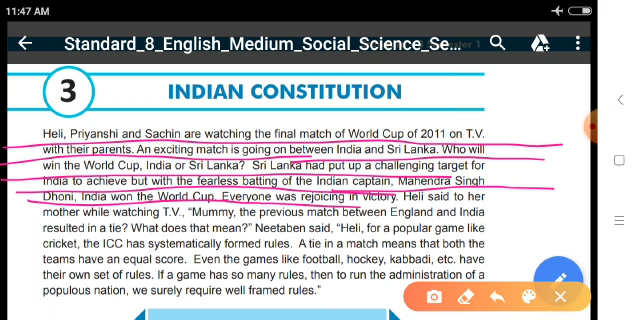 11:47 AM
Standard_8_English_Medium_Social_Science_Se...
3
INDIAN CONSTITUTION
Heli, Priyanshi and Sachin are watching the final match of World Cup of 2011 on T.V.
with their parents. An exciting match is going on between India and Sri Lanka. Who will
win the World Cup, India or Sri Lanka? Sri Lanka had put up a challenging target for
India to achieve but with the fearless batting of the Indian captain, Mahendra Singh
Dhoni, India won the World Cup. Everyone was rejoicing in victory. Heli said to her
mother while watching T.V., "Mummy, the previous match between England and India
resulted in a tie? What does that mean?" Neetaben said, "Heli, for a popular game like
cricket, the ICC has systematically formed rules. A tie in a match means that both the
teams have an equal score. Even the games like football, hockey, kabbadi, etc. have
their own set of rules. If a game has so many rules, then to run the administration of a
populous nation, we surely require well framed rules."